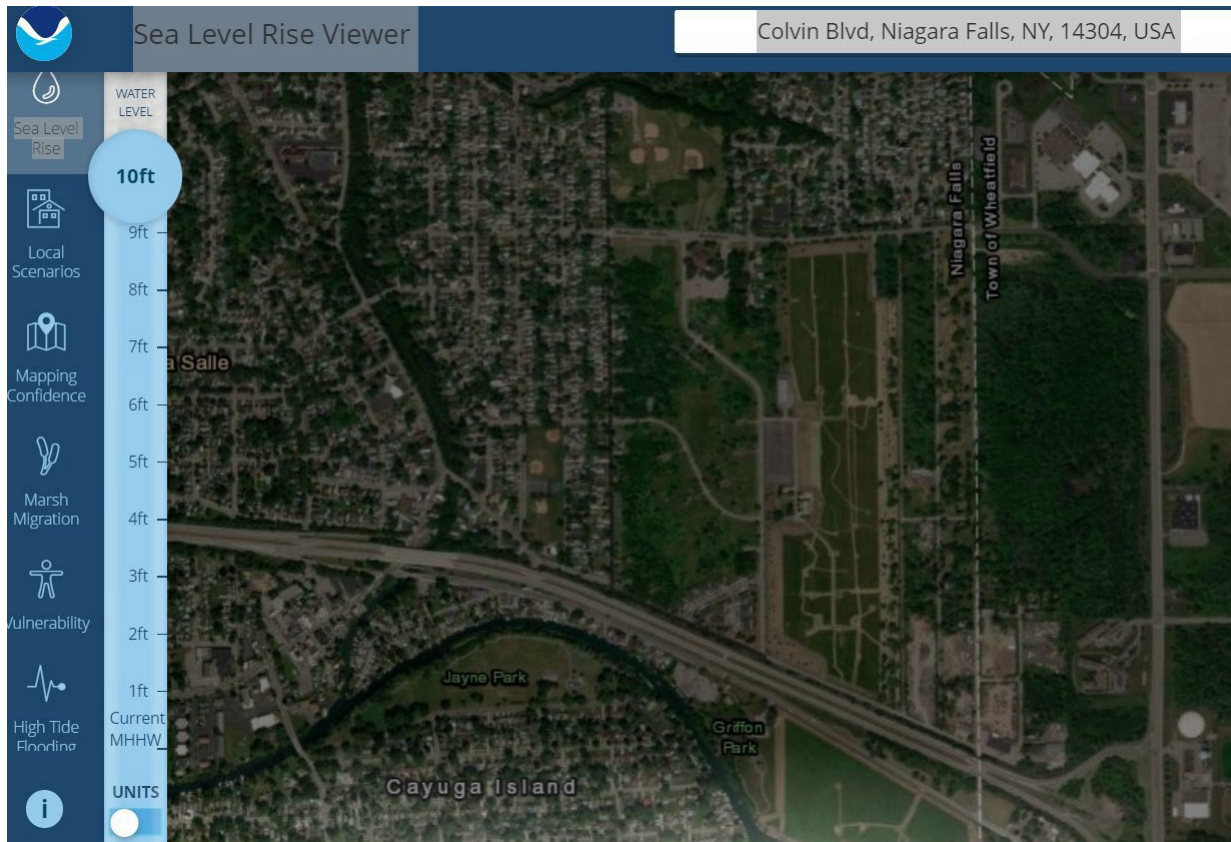 Sea Level Rise Viewer
Colvin Blvd, Niagara Falls, NY, 14304, USA
Sea Level
Rise
Local
Scenarios
Mapping
Confidence
Marsh
Migration
Vulnerability
High Tide
Flooding
i
WATER
LEVEL
10ft
9ft
8ft
7ft
6ft
5ft
4ft
3ft
2ft
1ft
Current
MHHW
UNITS
a Salle
Niagara Falls
Town of Wheatfield
Jayne Park
Griffon
Park
Cayuga Island